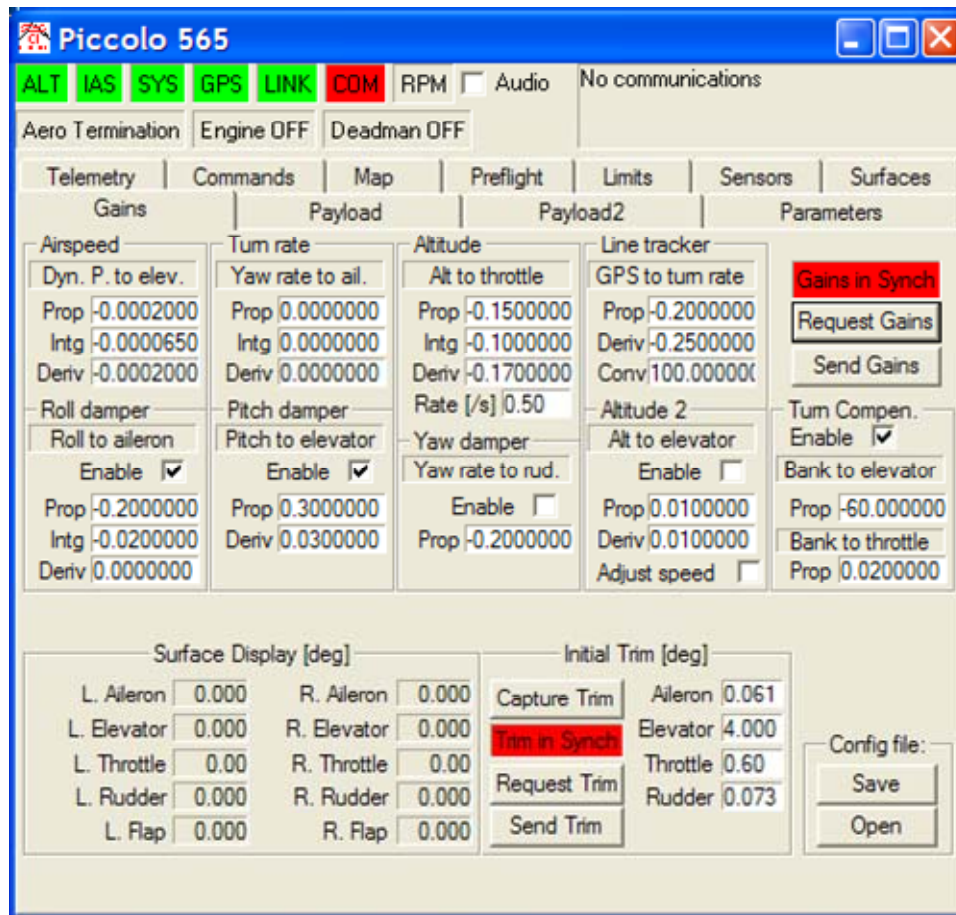 Piccolo 565
ALT IAS SYS GPS LINK COM RPM Audio No communications
Aero Termination Engine OFF Deadman OFF
Telemetry Commands Map Preflight Limits Sensors Surfaces
Gains Payload Payload2 Parameters
Airspeed
Dyn. P. to elev.
Prop -0.0002000
Intg -0.0000650
Deriv -0.0002000
Turn rate
Yaw rate to ail.
Prop 0.0000000
Intg 0.0000000
Deriv 0.0000000
Altitude
Alt to throttle
Prop -0.1500000
Intg -0.1000000
Deriv -0.1700000
Rate [/s] 0.50
Line tracker
GPS to turn rate
Prop -0.2000000
Deriv -0.2500000
Conv 100.000000
Gains in Synch
Request Gains
Send Gains
Roll damper
Roll to aileron
Enable
Prop -0.2000000
Intg -0.0200000
Deriv 0.0000000
Pitch damper
Pitch to elevator
Enable
Prop 0.3000000
Deriv 0.0300000
Yaw damper
Yaw rate to rud.
Enable
Prop -0.2000000
Altitude 2
Alt to elevator
Enable
Prop 0.0100000
Deriv 0.0100000
Adjust speed
Turn Compen.
Enable
Bank to elevator
Prop -60.000000
Bank to throttle
Prop 0.0200000
Surface Display [deg]
L. Aileron 0.000 R. Aileron 0.000
L. Elevator 0.000 R. Elevator 0.000
L. Throttle 0.00 R. Throttle 0.00
L. Rudder 0.000 R. Rudder 0.000
L. Flap 0.000 R. Flap 0.000
Initial Trim [deg]
Capture Trim
Trim in Synch
Request Trim
Send Trim
Aileron 0.061
Elevator 4.000
Throttle 0.60
Rudder 0.073
Config file:
Save
Open